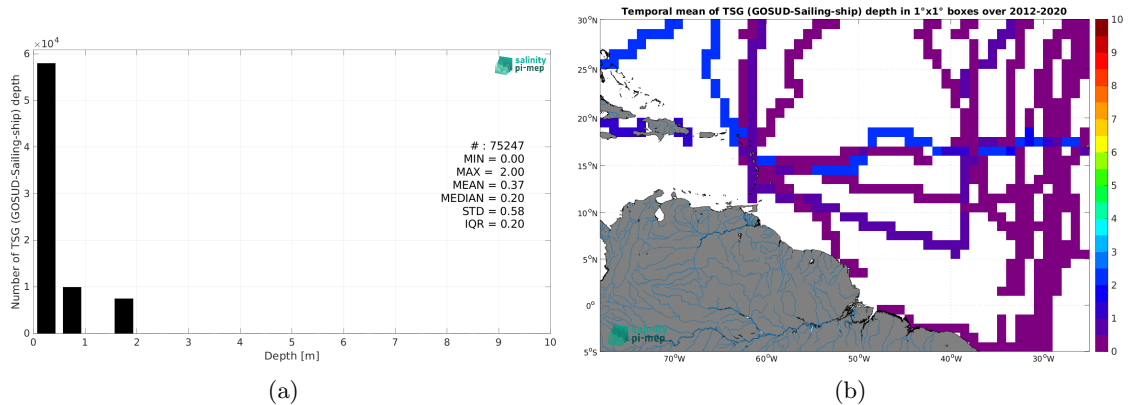 ×10⁴
6
5
4
3
2
1
0
Number of TSG (GOSUD-Sailing-ship) depth
salinity
pi-mep
# : 75247
MIN = 0.00
MAX = 2.00
MEAN = 0.37
MEDIAN = 0.20
STD = 0.58
IQR = 0.20
0 1 2 3 4 5 6 7 8 9 10
Depth [m]
(a)
Temporal mean of TSG (GOSUD-Sailing-ship) depth in 1°x1° boxes over 2012-2020
30°N
25°N
20°N
15°N
10°N
5°N
0°
5°S
70°W 60°W 50°W 40°W 30°W
salinity
pi-mep
10
9
8
7
6
5
4
3
2
1
0
(b)